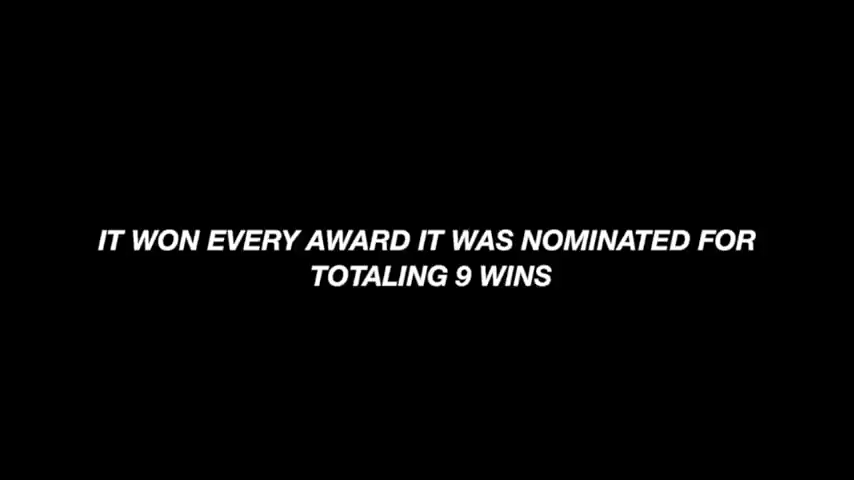 IT WON EVERY AWARD IT WAS NOMINATED FOR
TOTALING 9 WINS